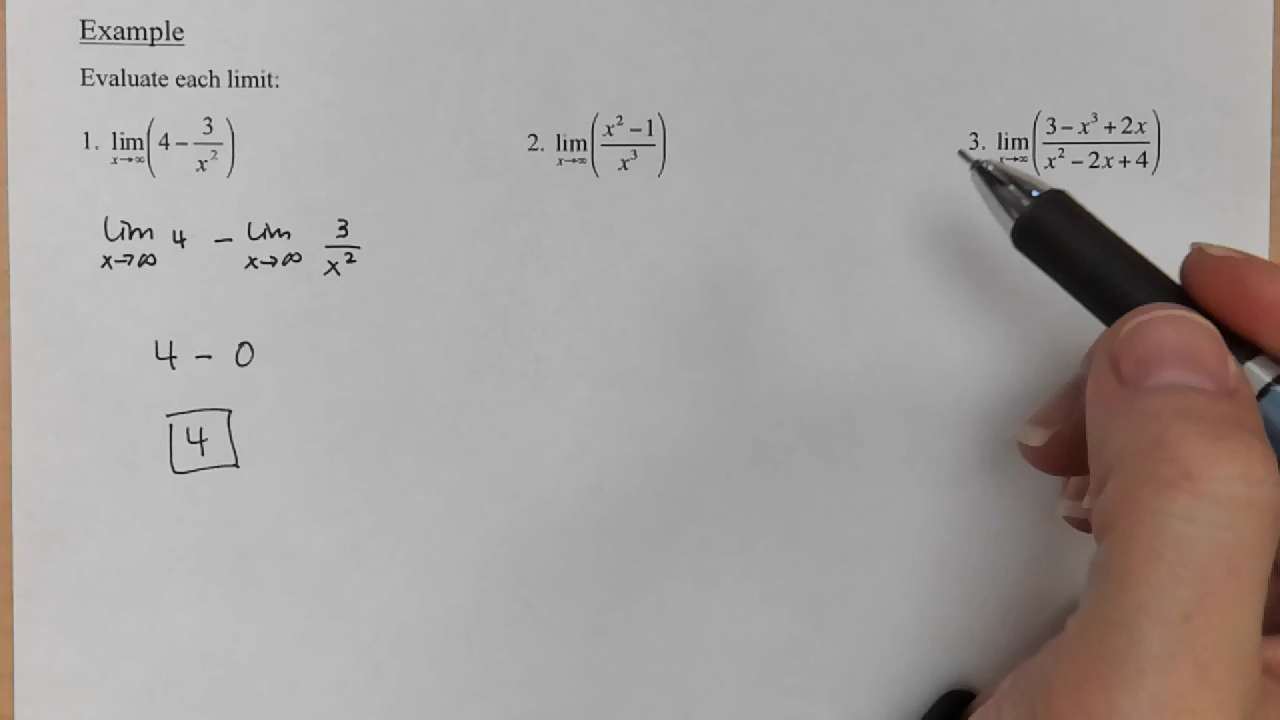 Example
Evaluate each limit:
1. lim x→∞ (4 − 3/x²)
2. lim x→∞ ((x² − 1)/x³)
3. lim x→∞ ((3 − x³ + 2x)/(x² − 2x + 4))
lim x→∞ 4 − lim x→∞ 3/x²
4 − 0
4